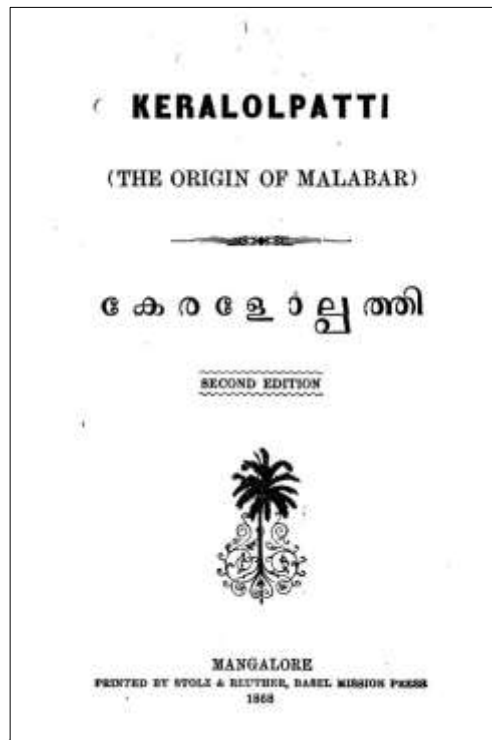 KERALOLPATTI
(THE ORIGIN OF MALABAR)
കേരളോല്പത്തി
SECOND EDITION
MANGALORE
PRINTED BY STOLZ & REUTHER, BASEL MISSION PRESS
1868